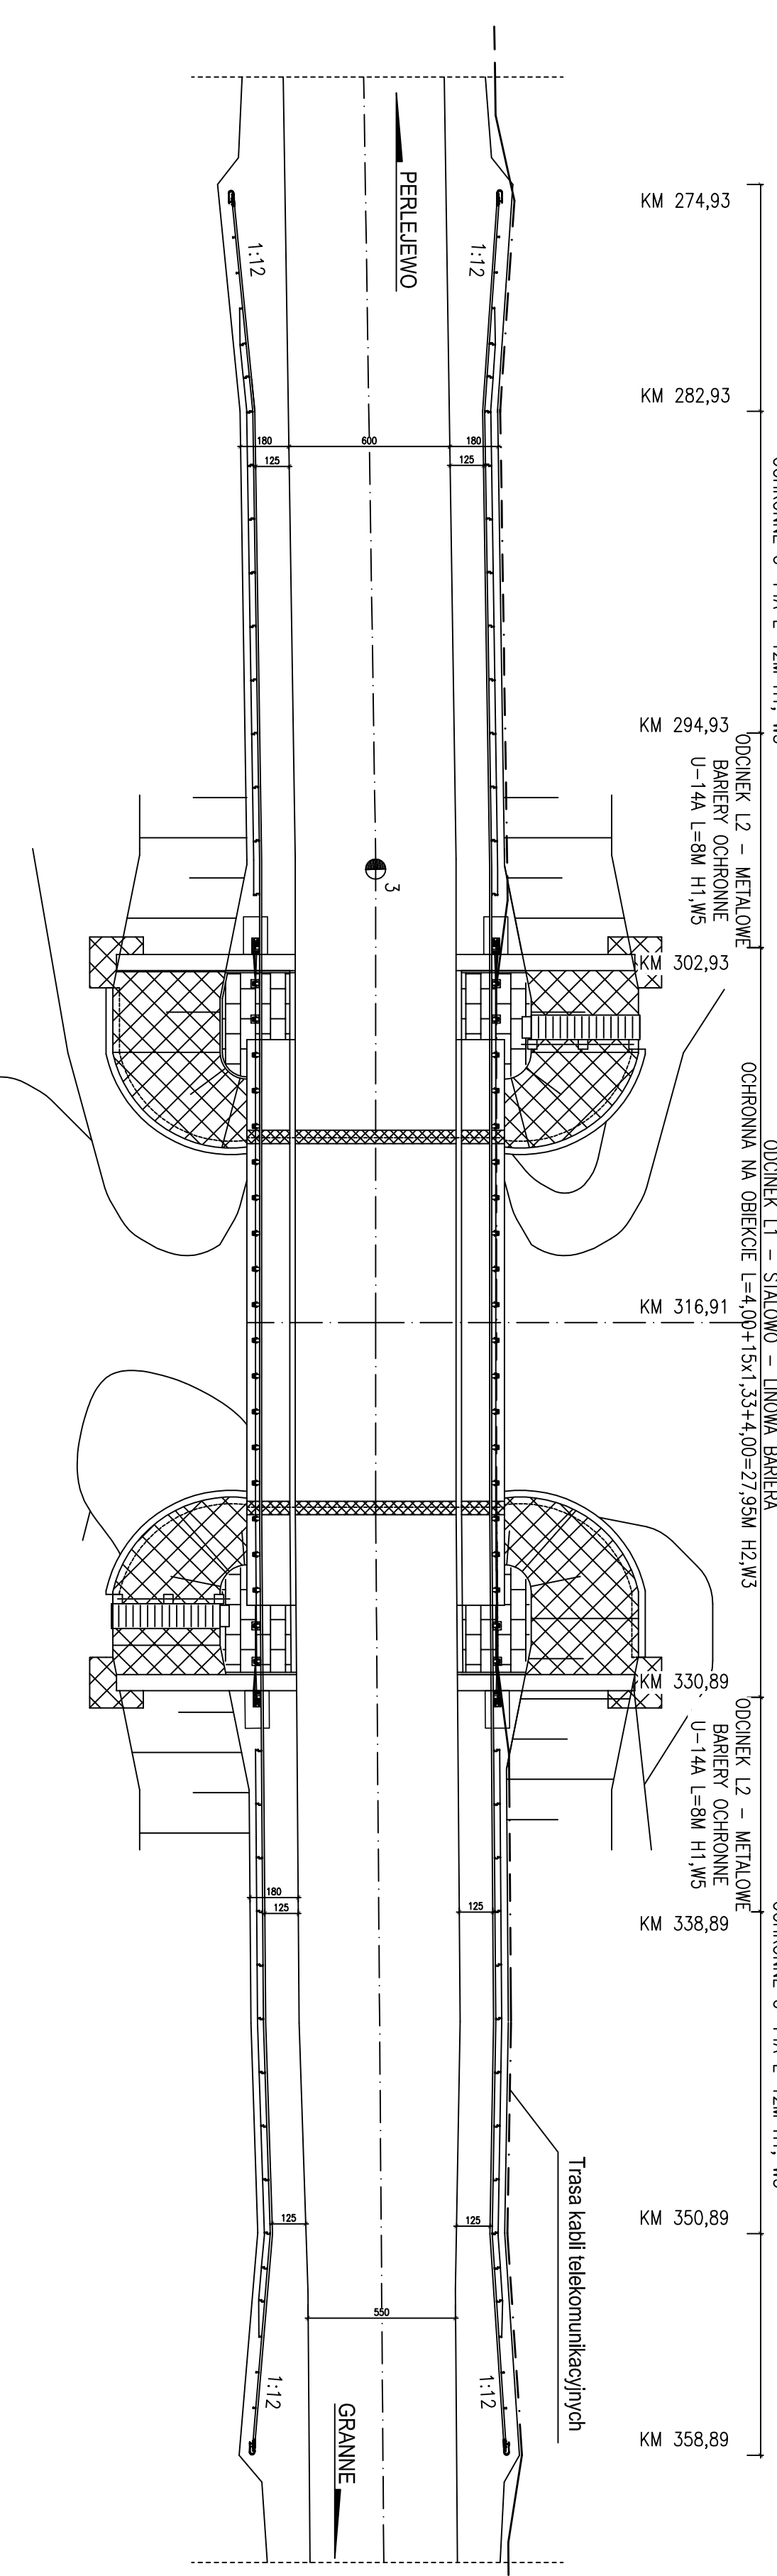 PERLEJEWO
KM 274,93
1:12
1:12
KM 282,93
180
600
180
125
125
KM 294,93
ODCINEK L2 – METALOWE
BARIERY OCHRONNE
U–14A L=8M H1,W5
3
KM 302,93
ODCINEK L1 – STALOWO – LINOWA BARIERA
OCHRONNA NA OBIEKCIE L=4,00+15x1,33+4,00=27,95M H2,W3
KM 316,91
KM 330,89
ODCINEK L2 – METALOWE
BARIERY OCHRONNE
U–14A L=8M H1,W5
180
125
125
KM 338,89
Trasa kabli telekomunikacyjnych
125
125
KM 350,89
550
1:12
1:12
GRANNE
KM 358,89